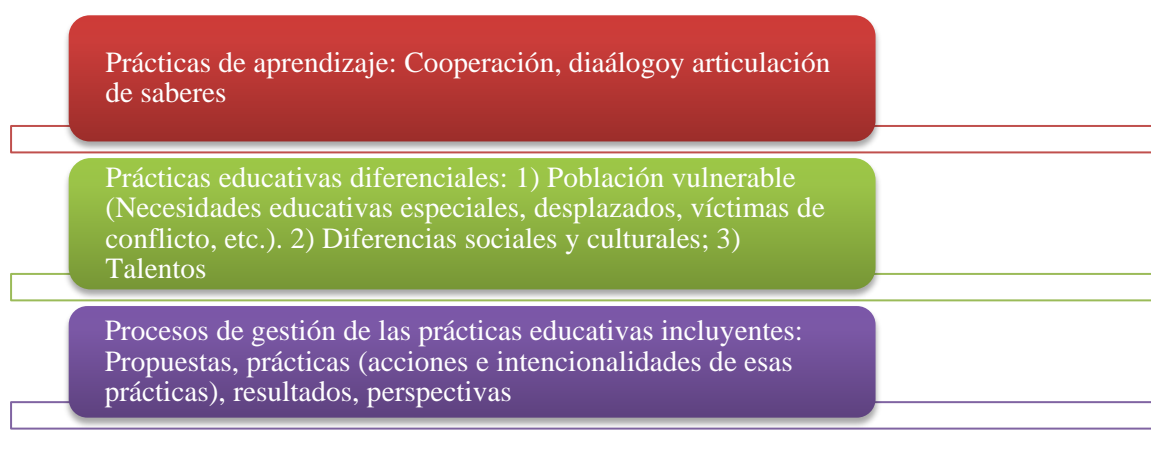 Prácticas de aprendizaje: Cooperación, diaálogoy articulación
de saberes
Prácticas educativas diferenciales: 1) Población vulnerable
(Necesidades educativas especiales, desplazados, víctimas de
conflicto, etc.). 2) Diferencias sociales y culturales; 3)
Talentos
Procesos de gestión de las prácticas educativas incluyentes:
Propuestas, prácticas (acciones e intencionalidades de esas
prácticas), resultados, perspectivas